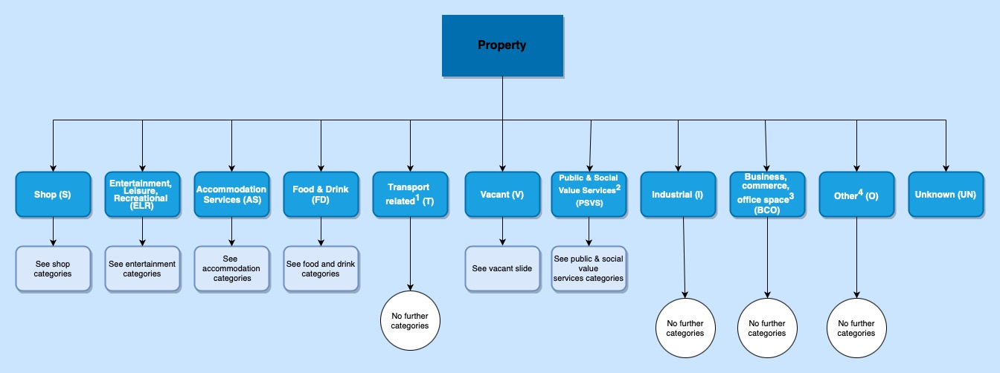 Property
Shop (S)
Entertainment,
Leisure,
Recreational
(ELR)
Accommodation
Services (AS)
Food & Drink
(FD)
Transport
related1 (T)
Vacant (V)
Public & Social
Value Services2
(PSVS)
Industrial (I)
Business,
commerce,
office space3
(BCO)
Other4 (O)
Unknown (UN)
See shop
categories
See entertainment
categories
See
accommodation
categories
See food and drink
categories
See vacant slide
See public & social
value
services categories
No further
categories
No further
categories
No further
categories
No further
categories